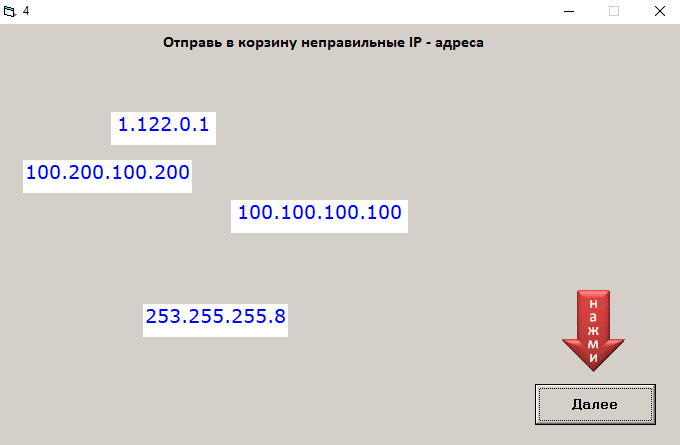 4
Отправь в корзину неправильные IP - адреса
1.122.0.1
100.200.100.200
100.100.100.100
253.255.255.8
нажми
Далее